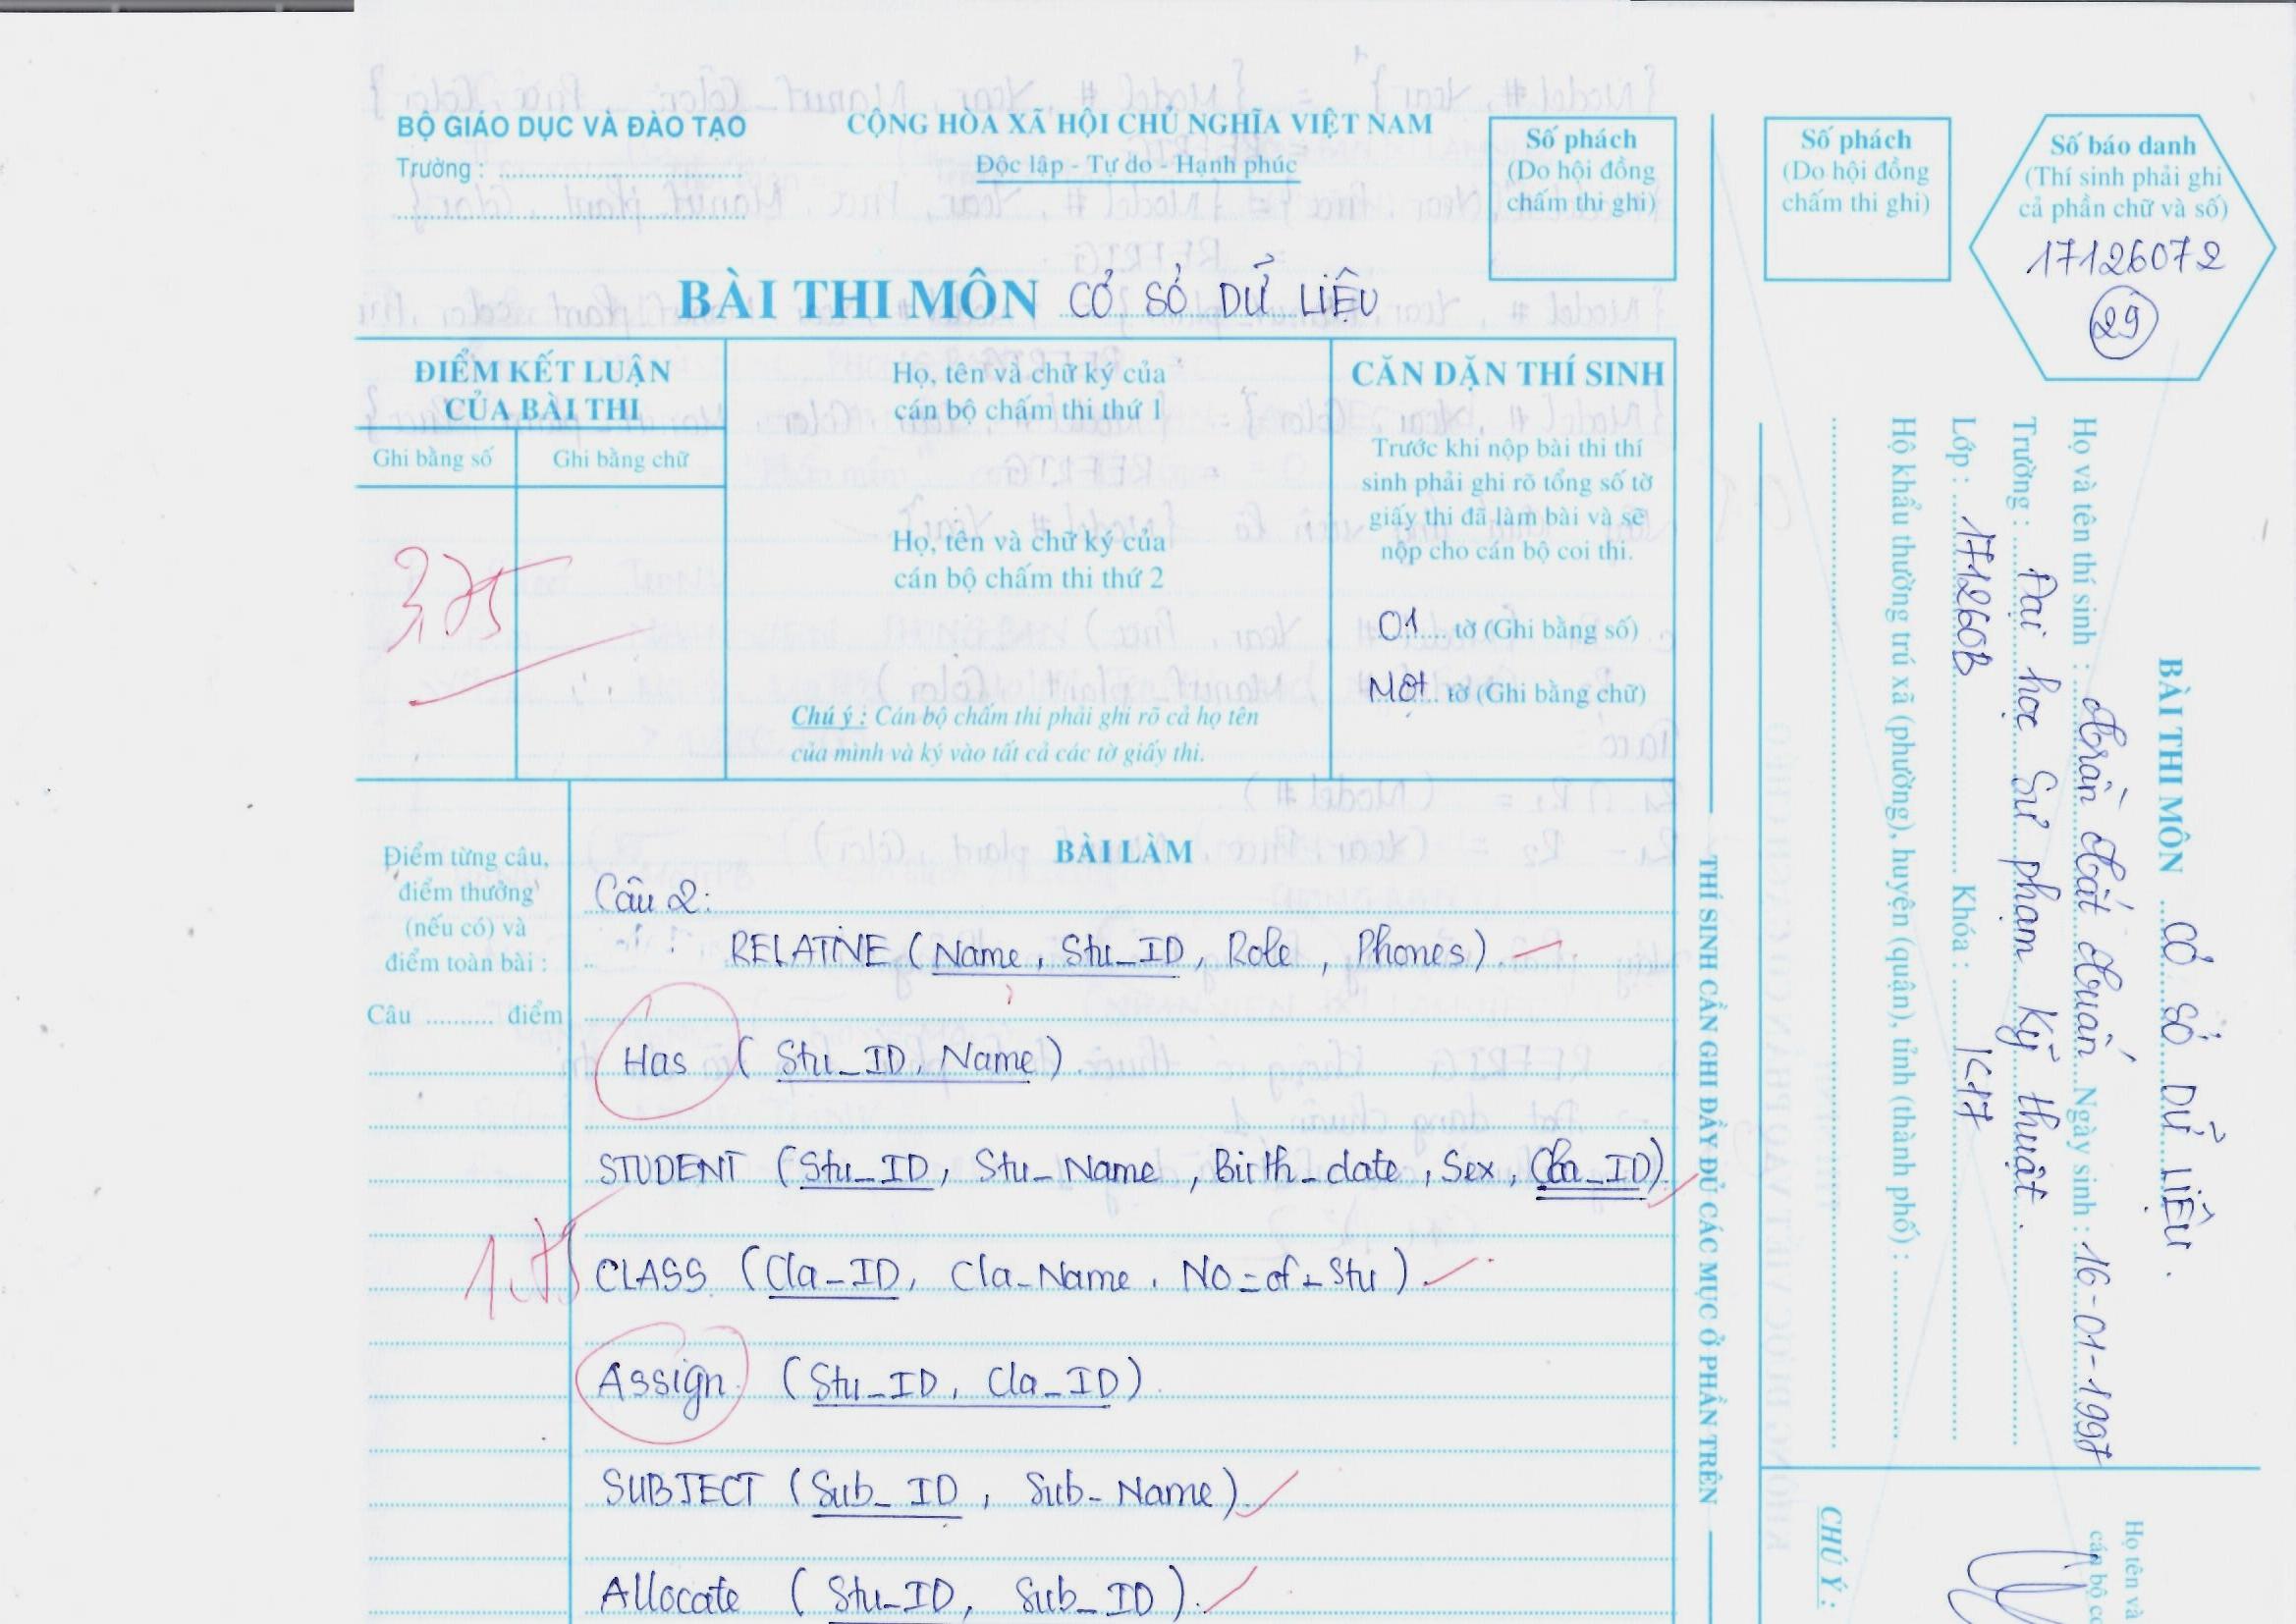 BỘ GIÁO DỤC VÀ ĐÀO TẠO
Trường :
CỘNG HÒA XÃ HỘI CHỦ NGHĨA VIỆT NAM
Độc lập - Tự do - Hạnh phúc
Số phách
(Do hội đồng
chấm thi ghi)
BÀI THI MÔN CỞ SỞ DỮ LIỆU
ĐIỂM KẾT LUẬN
CỦA BÀI THI
Ghi bằng số
Ghi bằng chữ
3,75
Họ, tên và chữ ký của
cán bộ chấm thi thứ 1
Họ, tên và chữ ký của
cán bộ chấm thi thứ 2
Chú ý : Cán bộ chấm thi phải ghi rõ cả họ tên
của mình và ký vào tất cả các tờ giấy thi.
CĂN DẶN THÍ SINH
Trước khi nộp bài thi thí
sinh phải ghi rõ tổng số tờ
giấy thi đã làm bài và sẽ
nộp cho cán bộ coi thi.
01 tờ (Ghi bằng số)
Một tờ (Ghi bằng chữ)
Điểm từng câu,
điểm thưởng
(nếu có) và
điểm toàn bài :
Câu .......... điểm
1.75
BÀI LÀM
Câu 2:
RELATIVE (Name, Stu_ID, Role, Phones).
Has (Stu_ID, Name)
STUDENT (Stu_ID, Stu_Name, Birth_date, Sex, Cla_ID)
CLASS (Cla_ID, Cla_Name, No_of_Stu).
Assign (Stu_ID, Cla_ID)
SUBJECT (Sub_ID, Sub_Name).
Allocate (Stu_ID, Sub_ID).
THÍ SINH CẦN GHI ĐẦY ĐỦ CÁC MỤC Ở PHẦN TRÊN
Số phách
(Do hội đồng
chấm thi ghi)
Số báo danh
(Thí sinh phải ghi
cả phần chữ và số)
17126072
29
BÀI THI MÔN CỞ SỞ DỮ LIỆU.
Họ và tên thí sinh : Trần Tất Tuấn Ngày sinh : 16-01-1997
Trường : Đại học Sư phạm Kỹ thuật.
Lớp : 171260B Khóa : K17
Hộ khẩu thường trú xã (phường), huyện (quận), tỉnh (thành phố) :
Họ tên và
CHÚ Ý :